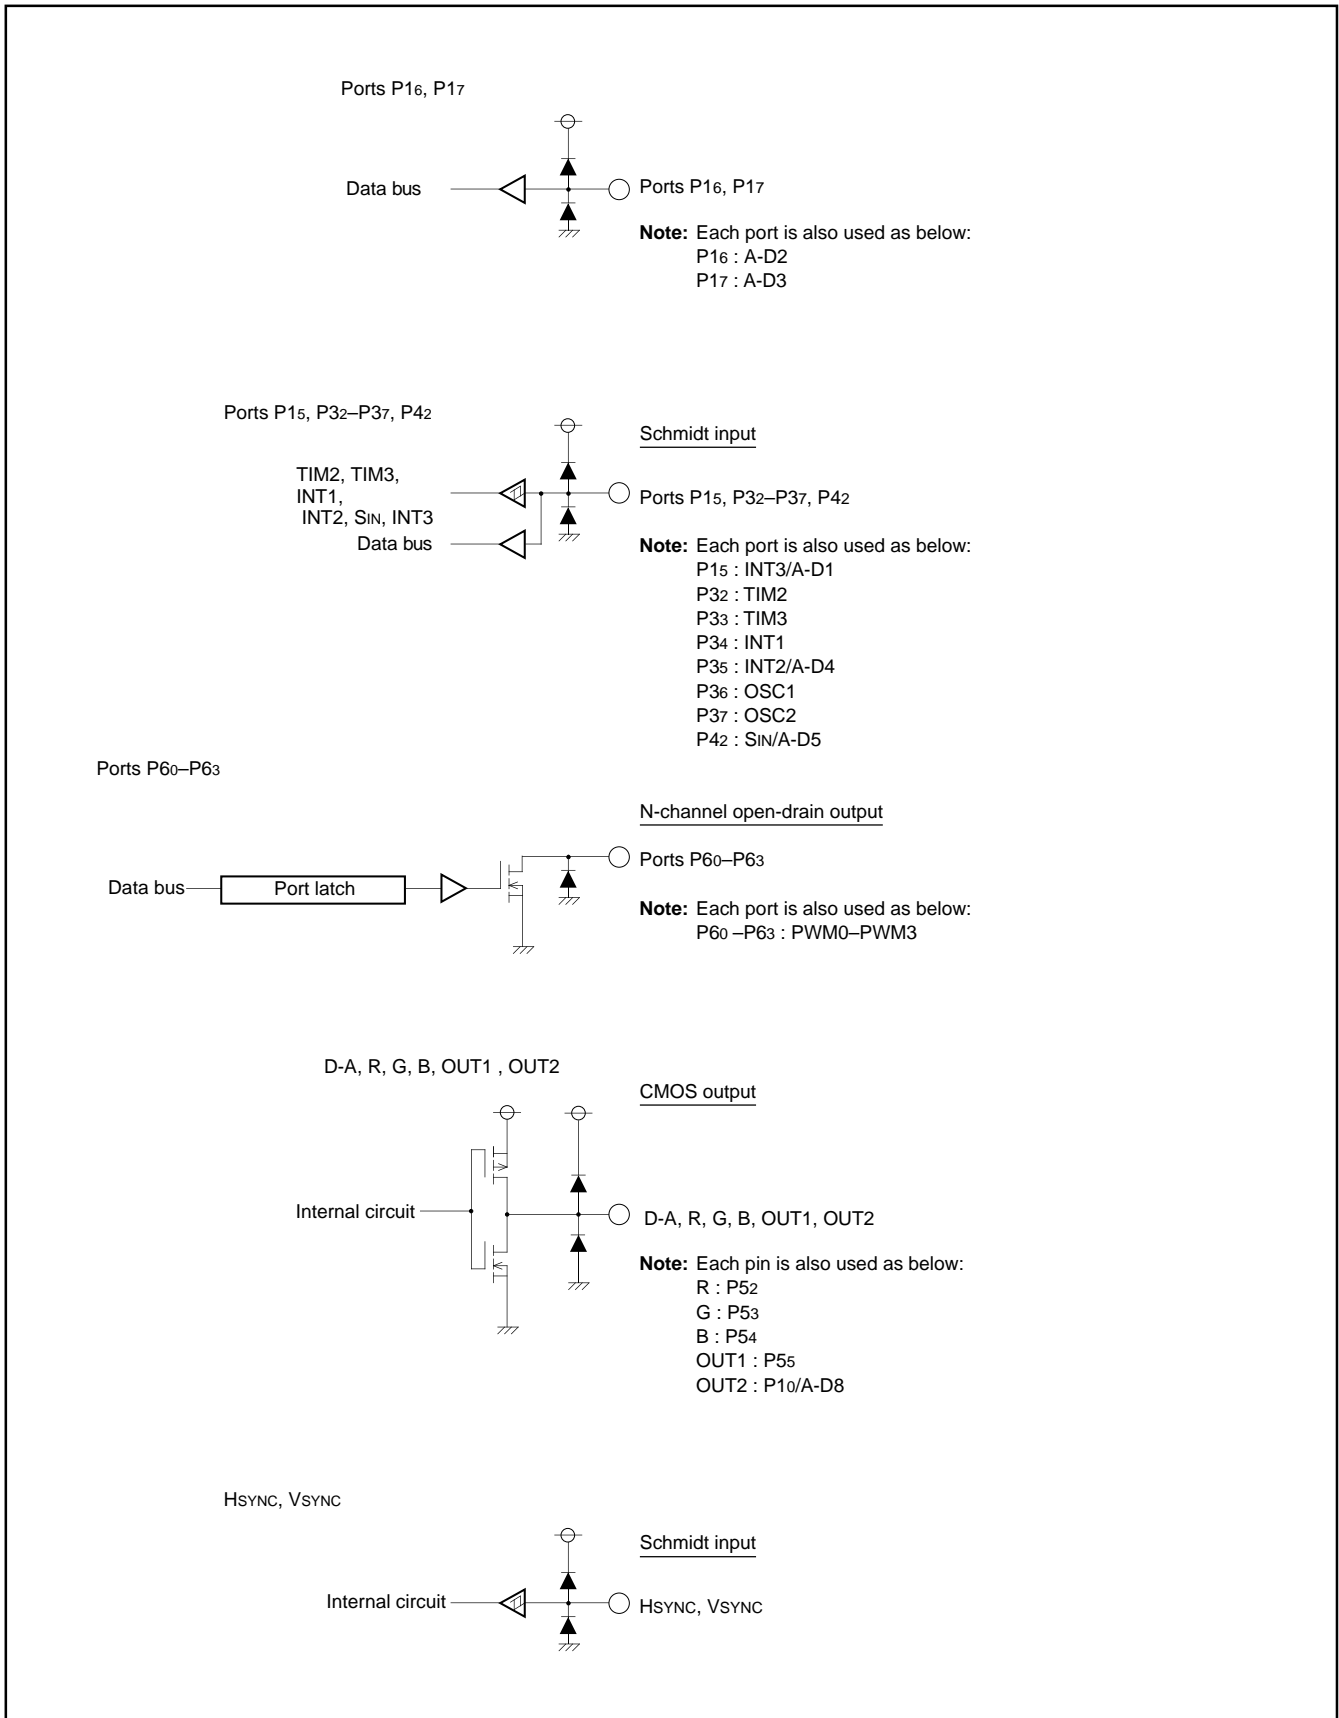 Ports P16, P17
Data bus
Ports P16, P17
Note: Each port is also used as below:
P16 : A-D2
P17 : A-D3
Ports P15, P32–P37, P42
Schmidt input
TIM2, TIM3,
INT1,
INT2, SIN, INT3
Data bus
Ports P15, P32–P37, P42
Note: Each port is also used as below:
P15 : INT3/A-D1
P32 : TIM2
P33 : TIM3
P34 : INT1
P35 : INT2/A-D4
P36 : OSC1
P37 : OSC2
P42 : SIN/A-D5
Ports P60–P63
N-channel open-drain output
Ports P60–P63
Data bus
Port latch
Note: Each port is also used as below:
P60 –P63 : PWM0–PWM3
D-A, R, G, B, OUT1 , OUT2
CMOS output
Internal circuit
D-A, R, G, B, OUT1, OUT2
Note: Each pin is also used as below:
R : P52
G : P53
B : P54
OUT1 : P55
OUT2 : P10/A-D8
HSYNC, VSYNC
Schmidt input
Internal circuit
HSYNC, VSYNC